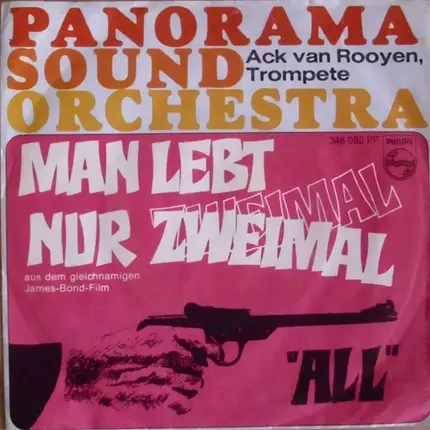 PANORAMA
SOUND Ack van Rooyen,
Trompete
ORCHESTRA
346 082 PF PHILIPS
MAN LEBT
NUR ZWEIMAL
ZWEIMAL
aus dem gleichnamigen
James-Bond-Film
"ALL"